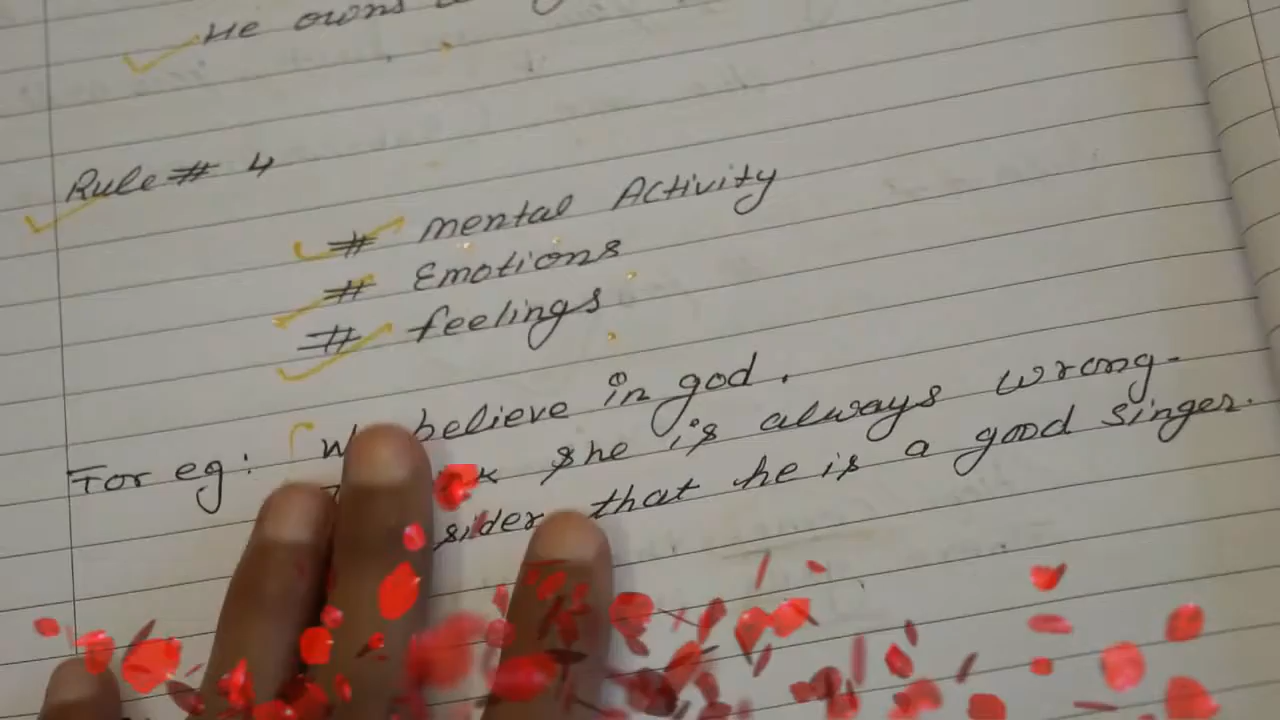 He owns a
Rule # 4
# Mental Activity
# Emotions
# feelings
For eg: believe in god.
she is always wrong.
that he is a good singer.